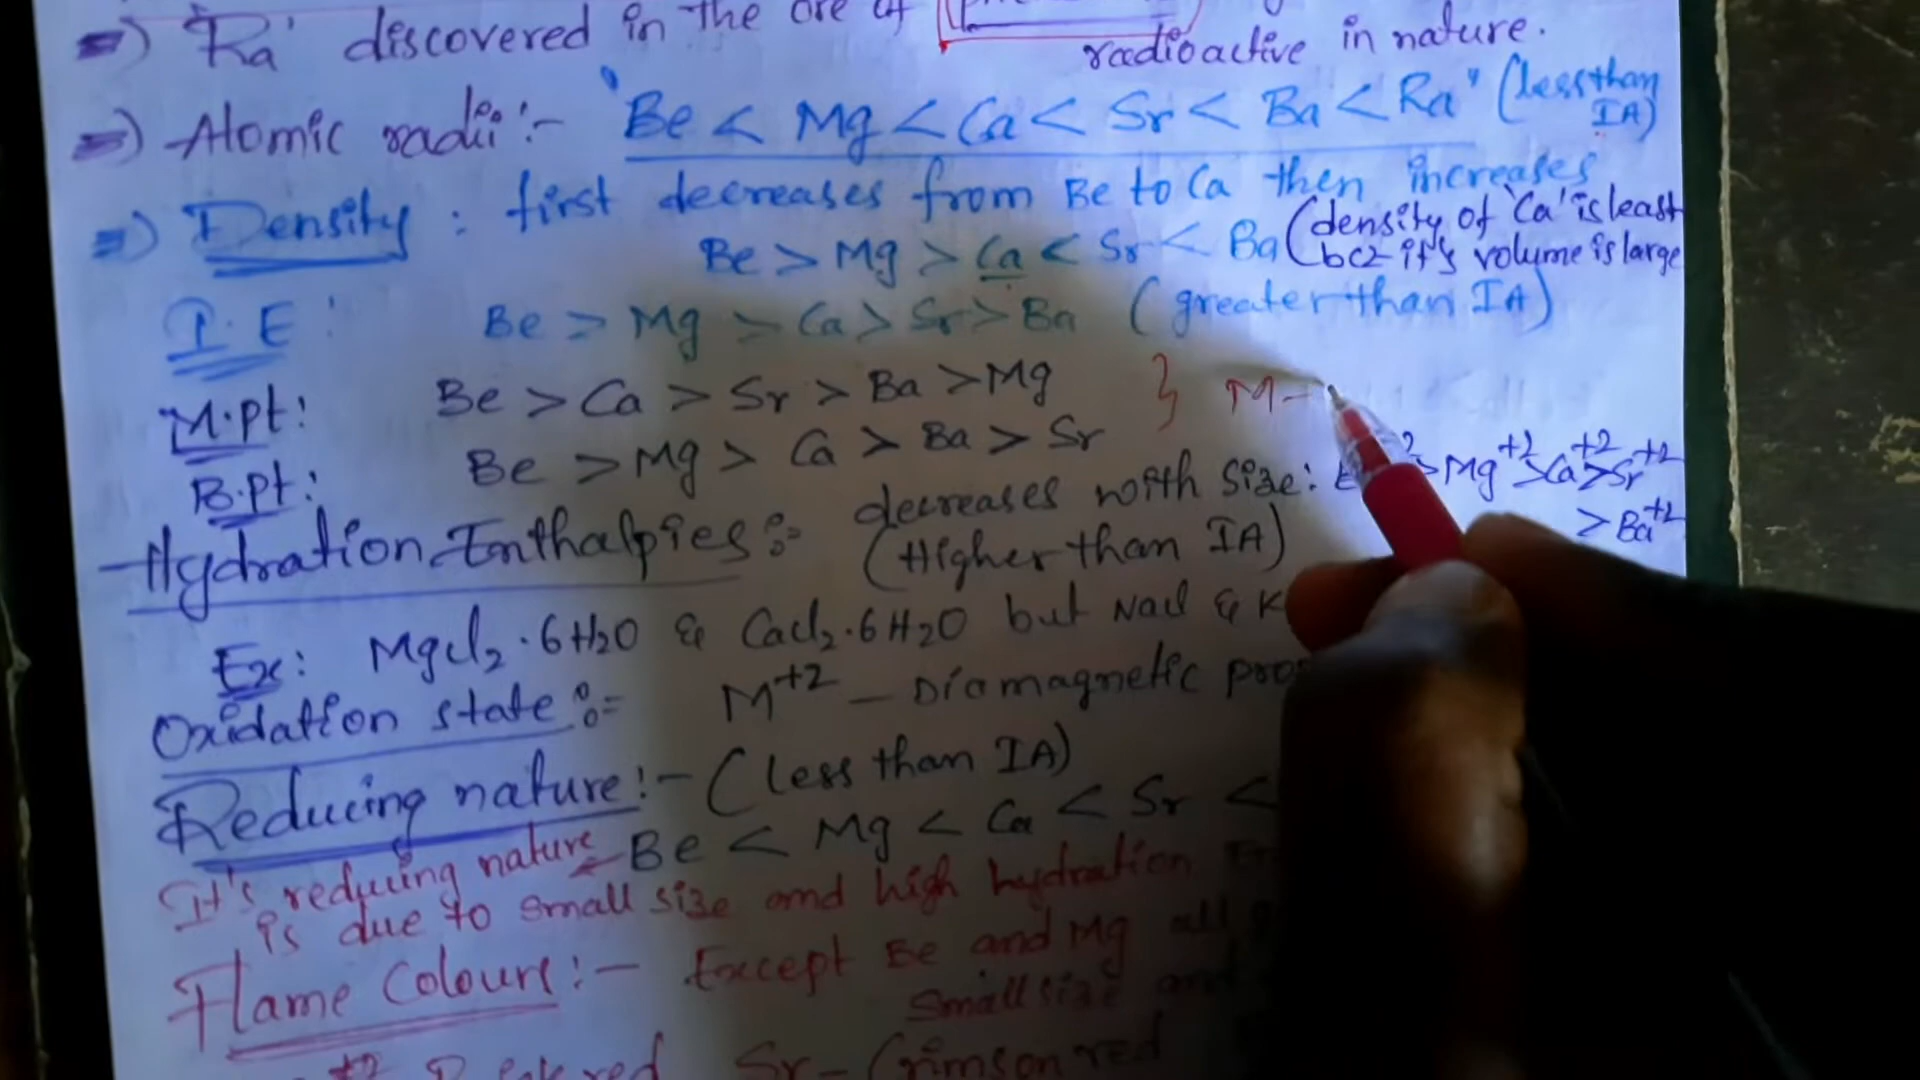 =) 'Ra' discovered in the ore of
radioactive in nature.
=) Atomic radii :- 'Be < Mg < Ca < Sr < Ba < Ra' (less than IA)
=) Density : first decreases from Be to Ca then increases
Be > Mg > Ca < Sr < Ba (density of 'Ca' is least bcz it's volume is large
I.E : Be > Mg > Ca > Sr > Ba (greater than IA)
M.pt: Be > Ca > Sr > Ba > Mg } M-
B.pt: Be > Mg > Ca > Ba > Sr
Hydration Enthalpies :- decreases with size: > Mg+2 > Ca+2 > Sr+2 > Ba+2
(Higher than IA)
Ex: MgCl2.6H2O & CaCl2.6H2O but NaCl & K
Oxidation state :- M+2 - Diamagnetic
Reducing nature :- (less than IA)
Be < Mg < Ca < Sr <
It's reducing nature is due to small size and high hydration
Flame Colours :- Except Be and Mg all
small size and
+2 red Sr - Crimson red